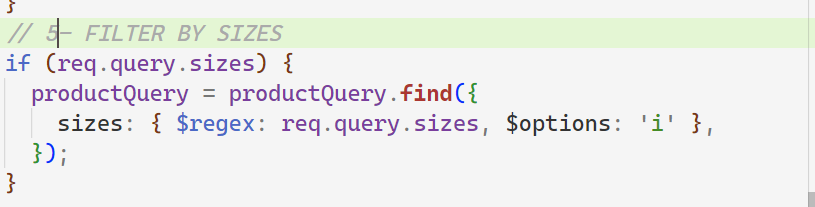 }
// 5- FILTER BY SIZES
if (req.query.sizes) {
  productQuery = productQuery.find({
    sizes: { $regex: req.query.sizes, $options: 'i' },
  });
}